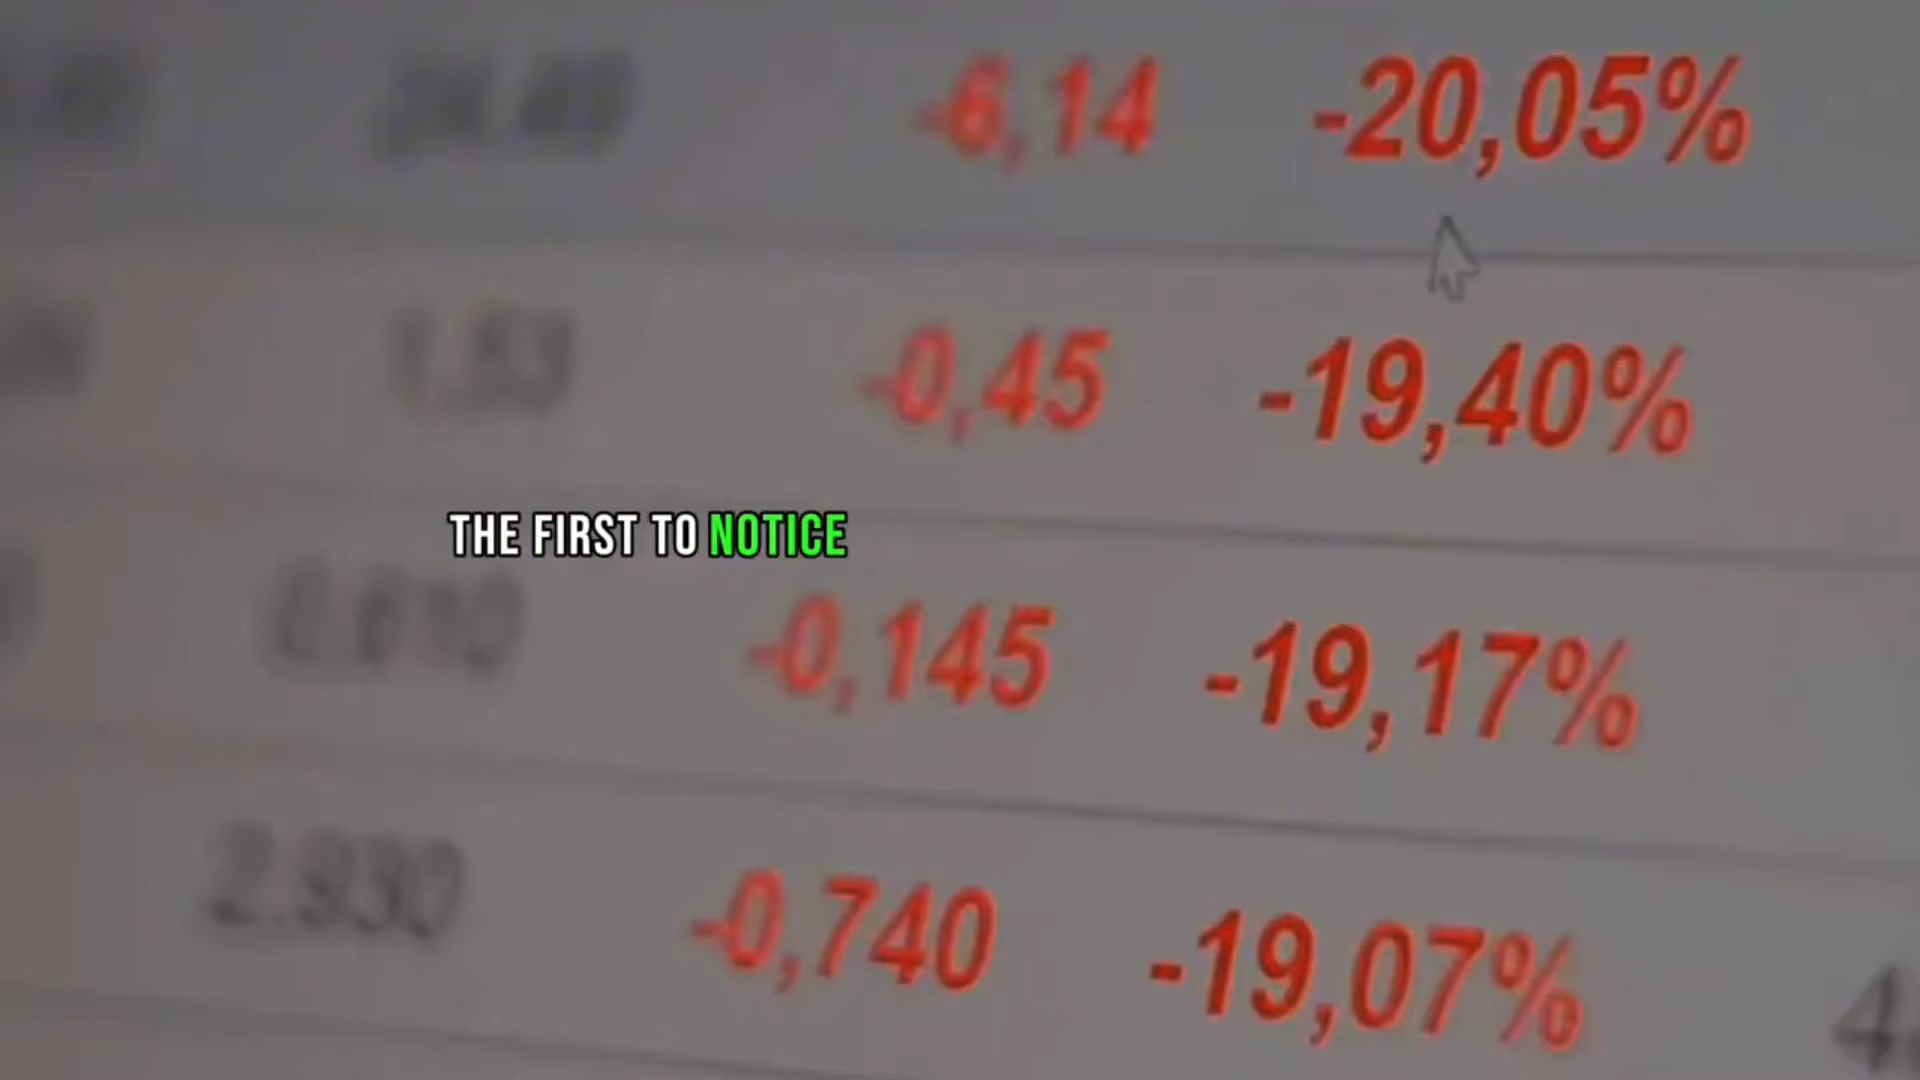 -6,14 -20,05%
-0,45 -19,40%
THE FIRST TO NOTICE
-0,145 -19,17%
2,930 -0,740 -19,07%